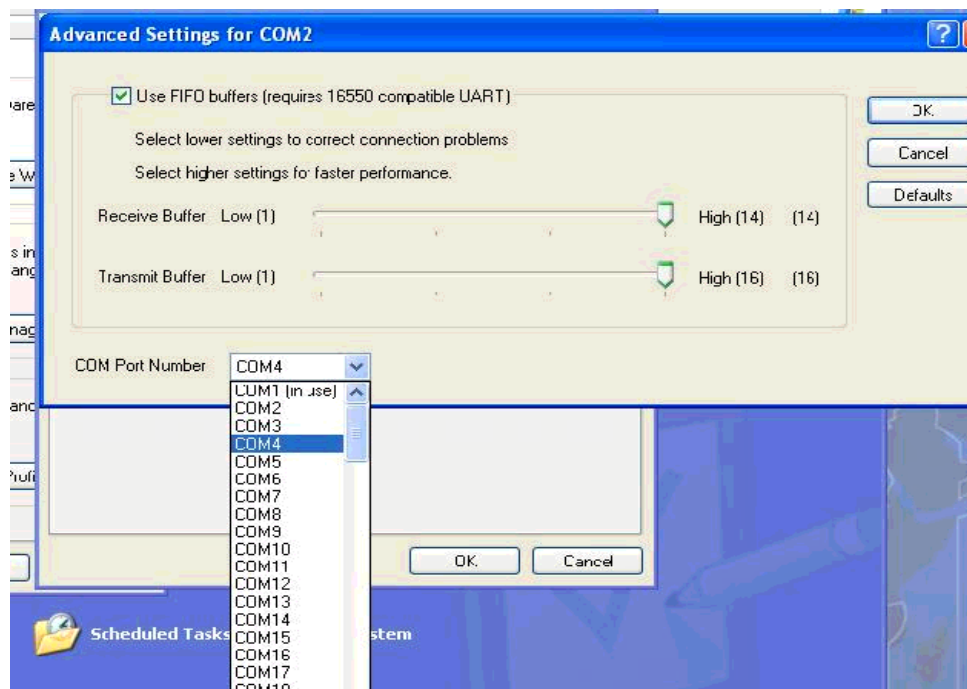 Advanced Settings for COM2
Use FIFO buffers (requires 16550 compatible UART)
Select lower settings to correct connection problems
Select higher settings for faster performance.
Receive Buffer Low (1) High (14) (14)
Transmit Buffer Low (1) High (16) (16)
OK
Cancel
Defaults
COM Port Number COM4
COM1 (in use)
COM2
COM3
COM4
COM5
COM6
COM7
COM8
COM9
COM10
COM11
COM12
COM13
COM14
COM15
COM16
COM17
COM18
OK
Cancel
Scheduled Tasks
stem